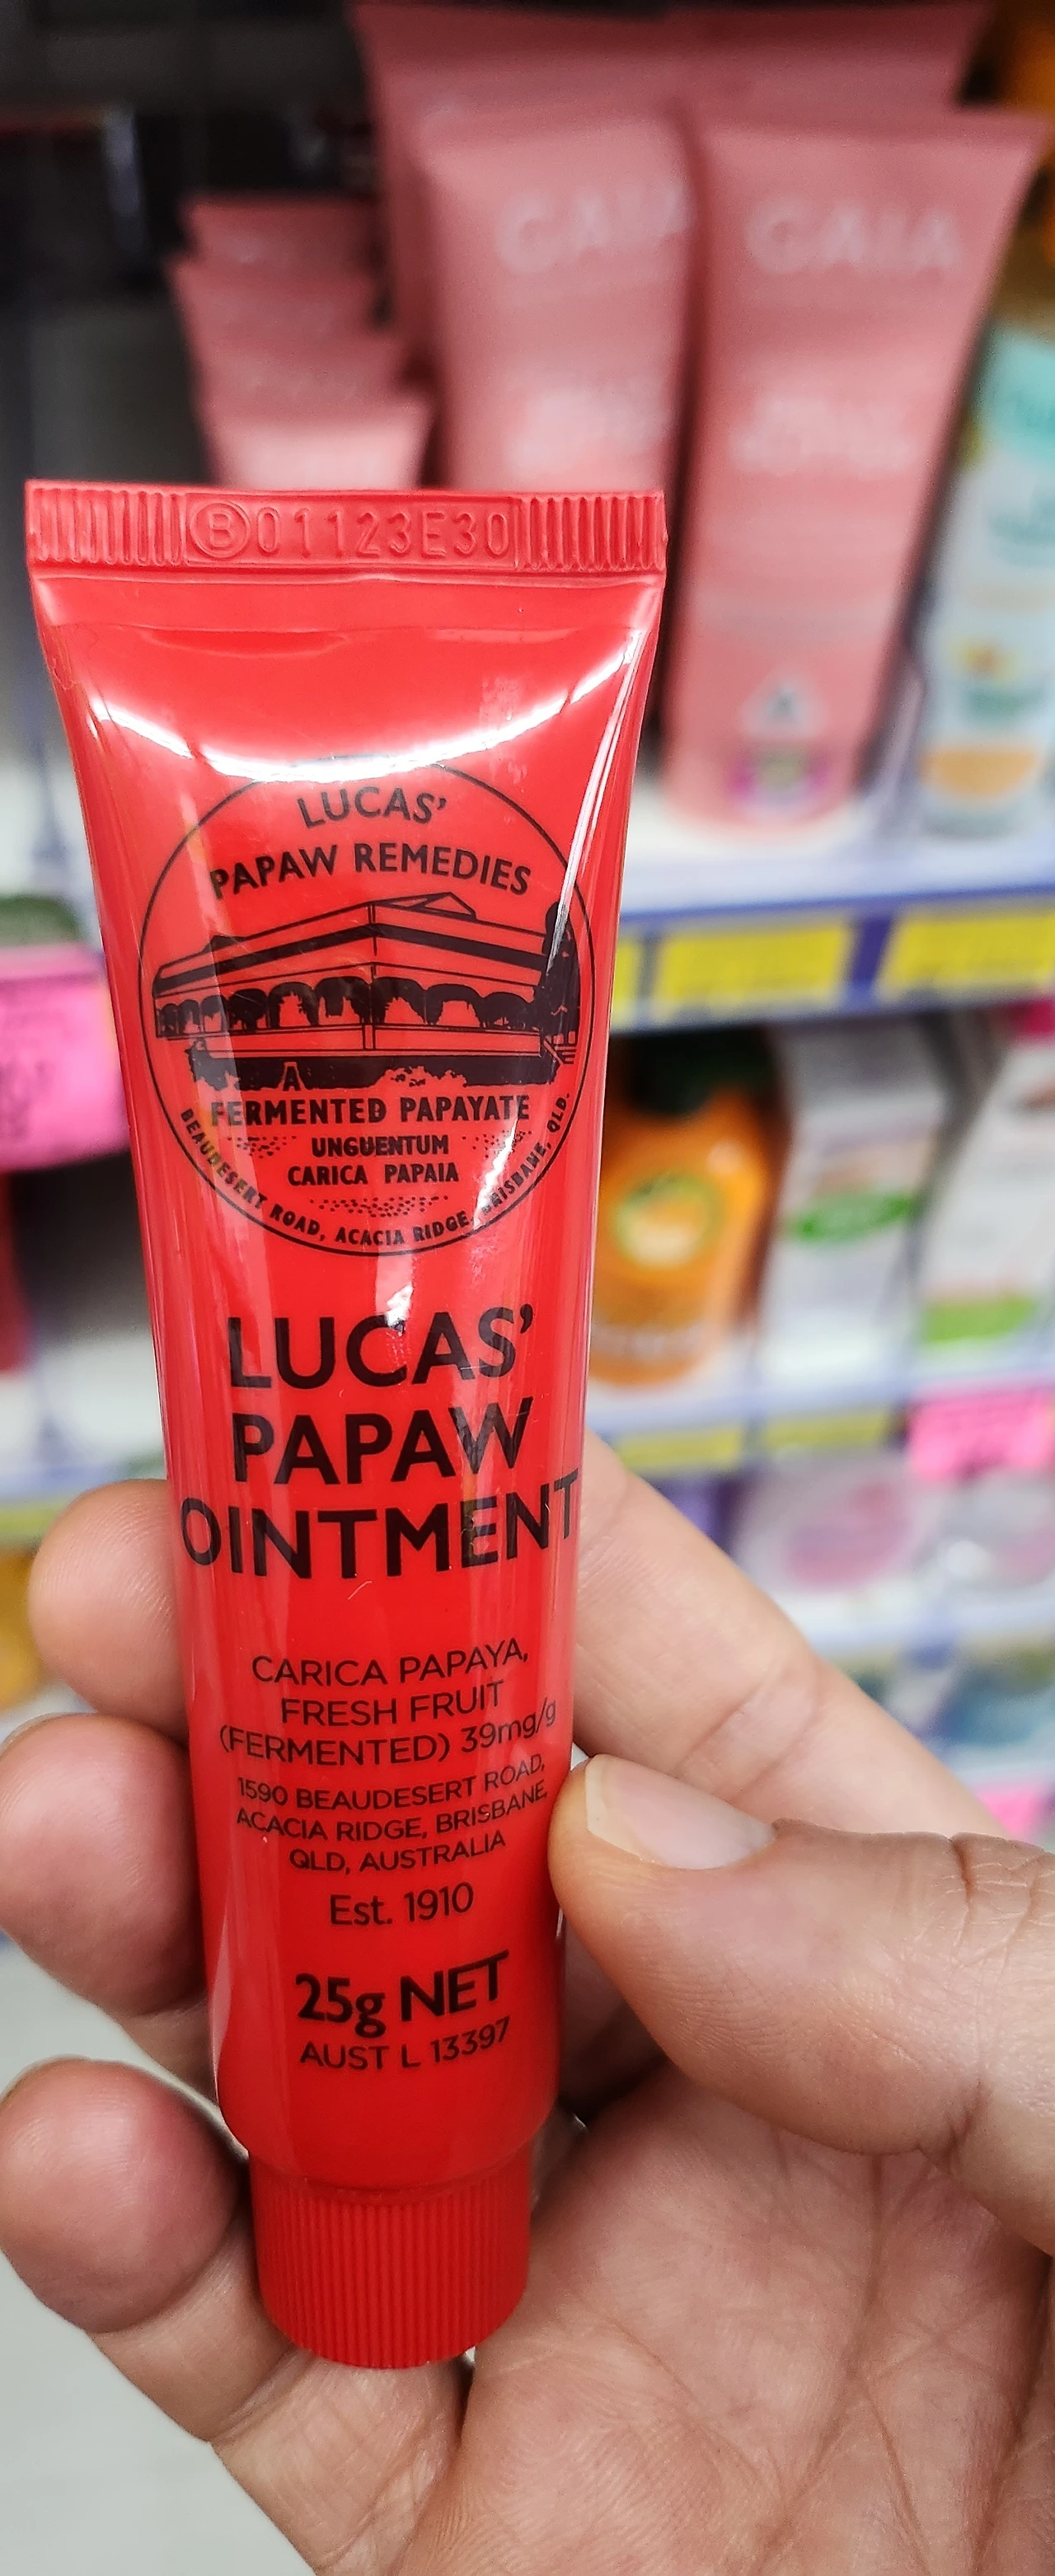 GAIA
GAIA
Ⓑ01123E30
LUCAS'
PAPAW REMEDIES
FERMENTED PAPAYATE
UNGUENTUM
CARICA PAPAIA
BEAUDESERT ROAD, ACACIA RIDGE, BRISBANE, QLD.
LUCAS'
PAPAW
OINTMENT
CARICA PAPAYA,
FRESH FRUIT
(FERMENTED) 39mg/g
1590 BEAUDESERT ROAD,
ACACIA RIDGE, BRISBANE,
QLD, AUSTRALIA
Est. 1910
25g NET
AUST L 13397